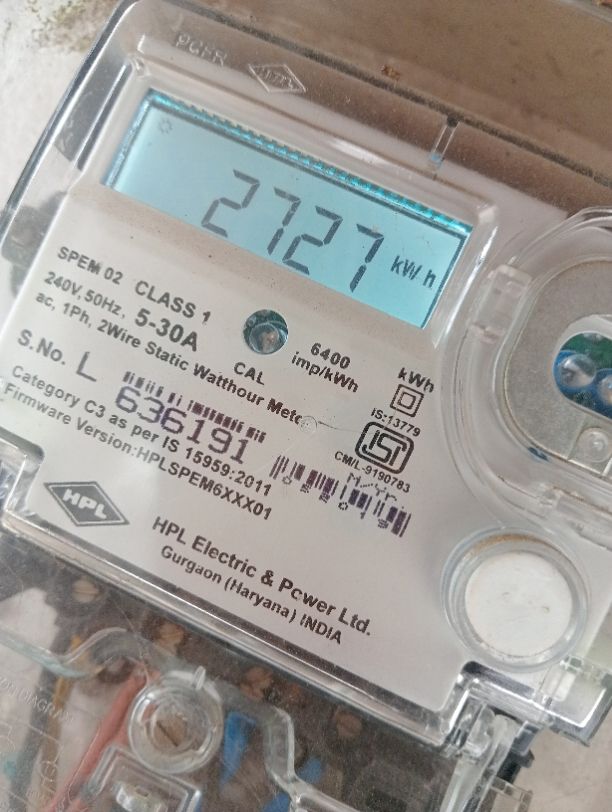 2727 kWh
SPEM 02 CLASS 1
240V, 50Hz, 5-30A
ac, 1Ph, 2Wire Static Watthour Meter
CAL
6400
imp/kWh
kWh
IS:13779
ISI
CM/L-9190783
S.No. L
636191
Category C3 as per IS 15959:2011
Firmware Version:HPLSPEM6XXX01
HPL
HPL Electric & Power Ltd.
Gurgaon (Haryana) INDIA